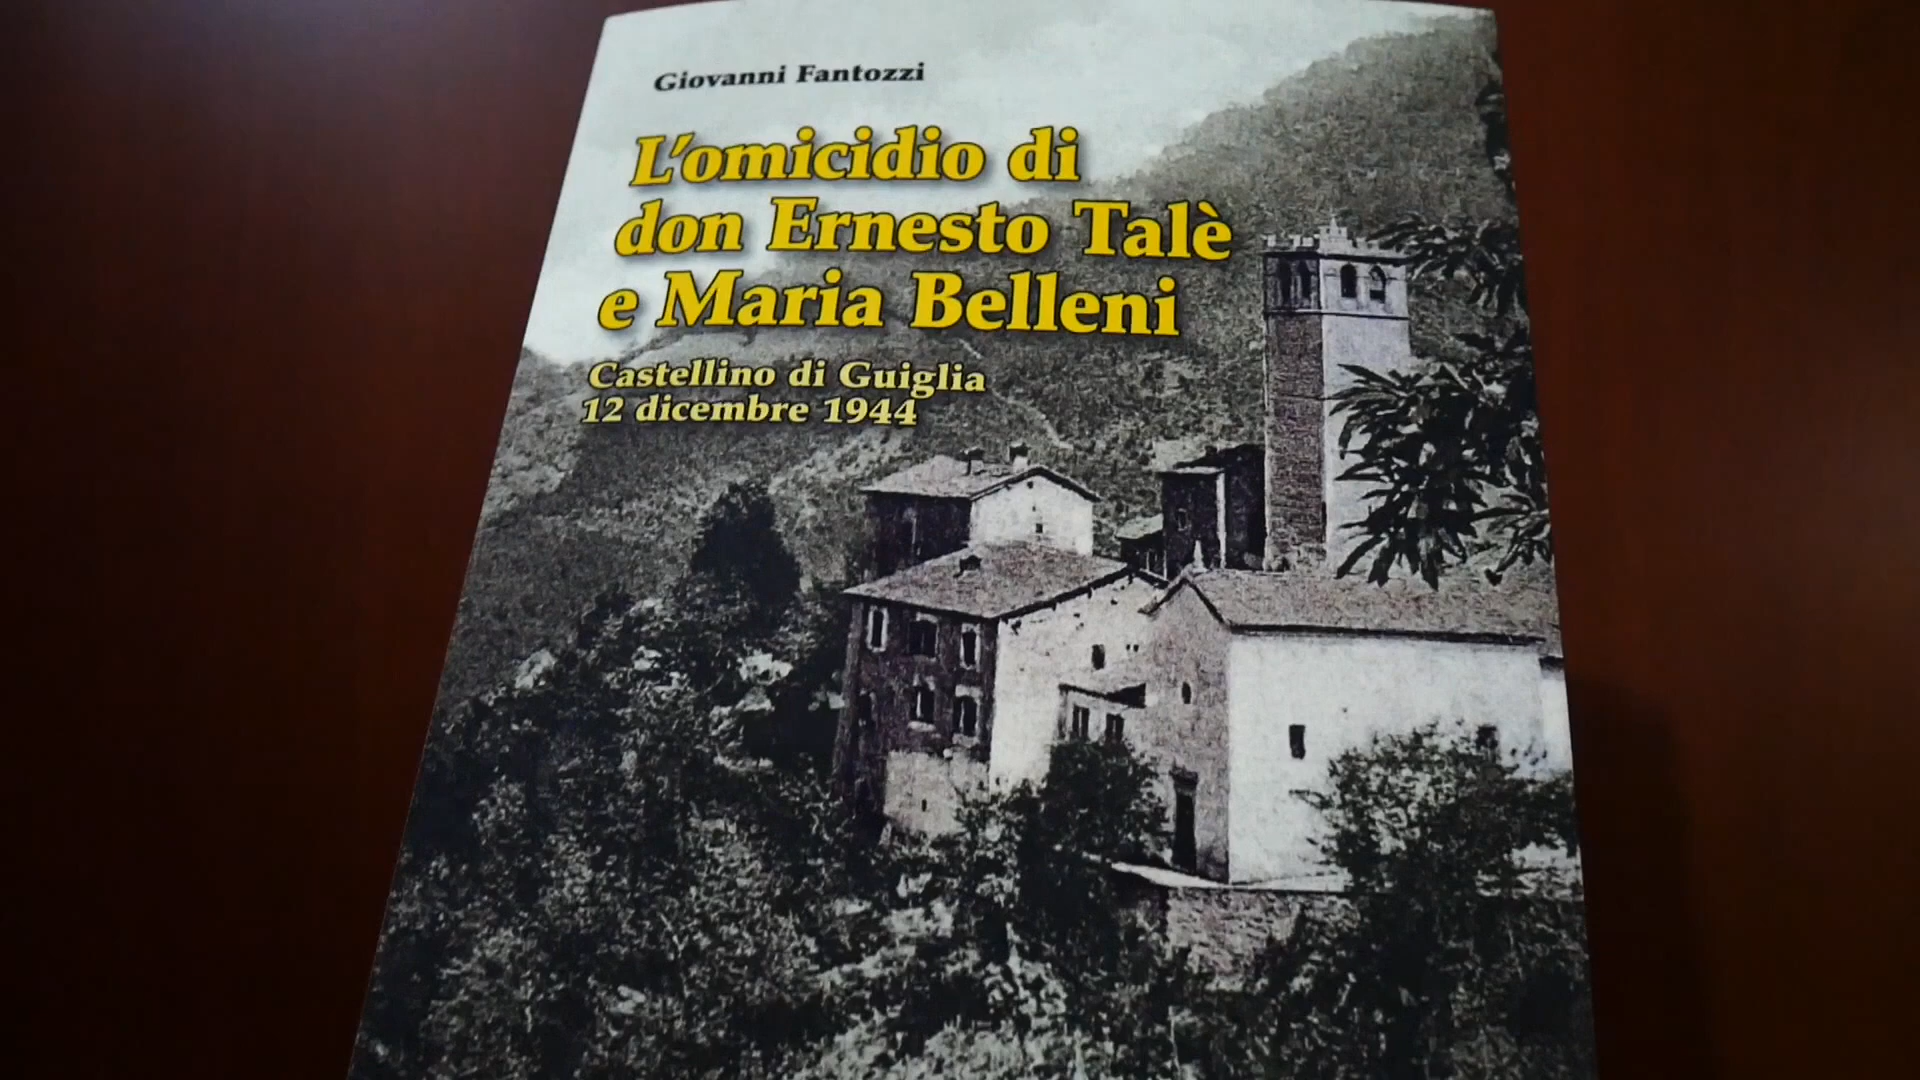 Giovanni Fantozzi
L'omicidio di
don Ernesto Talè
e Maria Belleni
Castellino di Guiglia
12 dicembre 1944